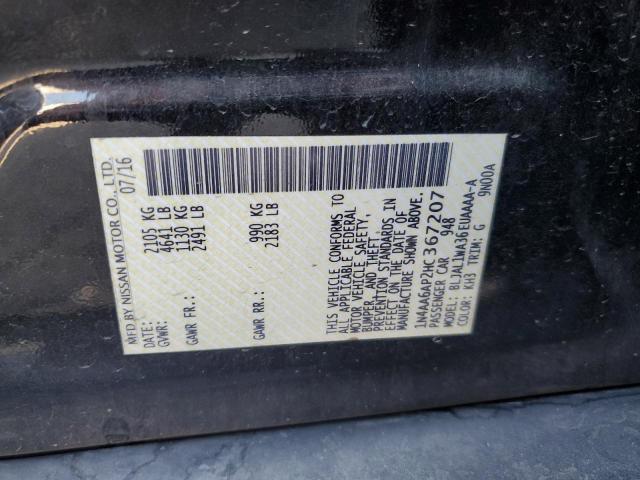 MFD BY NISSAN MOTOR CO., LTD.
DATE: 07/16
GVWR: 2105 KG
4641 LB
GAWR FR.: 1130 KG
2491 LB
GAWR RR.: 990 KG
2183 LB
THIS VEHICLE CONFORMS TO
ALL APPLICABLE FEDERAL
MOTOR VEHICLE SAFETY,
BUMPER, AND THEFT
PREVENTION STANDARDS IN
EFFECT ON THE DATE OF
MANUFACTURE SHOWN ABOVE.
1N4AA6AP2HC367207
PASSENGER CAR 948
MODEL: BLJALLWA36EUAAAA-A
COLOR: KH3 TRIM: G 9N00A